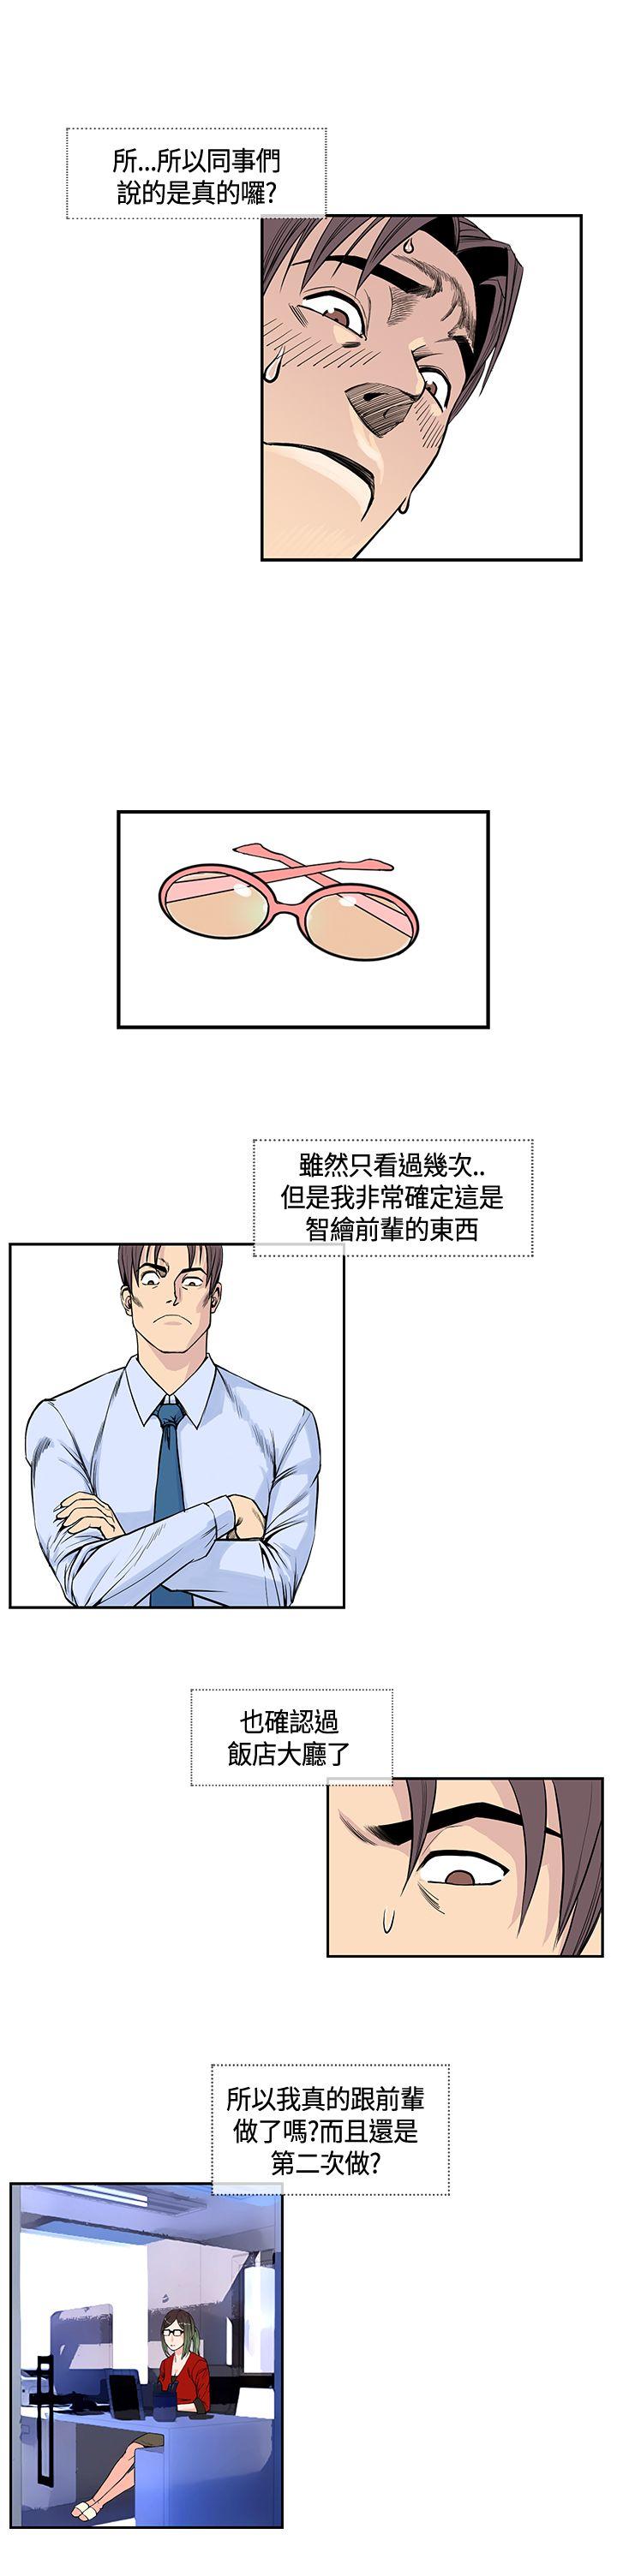 所...所以同事們
說的是真的囉?
雖然只看過幾次..
但是我非常確定這是
智繪前輩的東西
也確認過
飯店大廳了
所以我真的跟前輩
做了嗎?而且還是
第二次做?